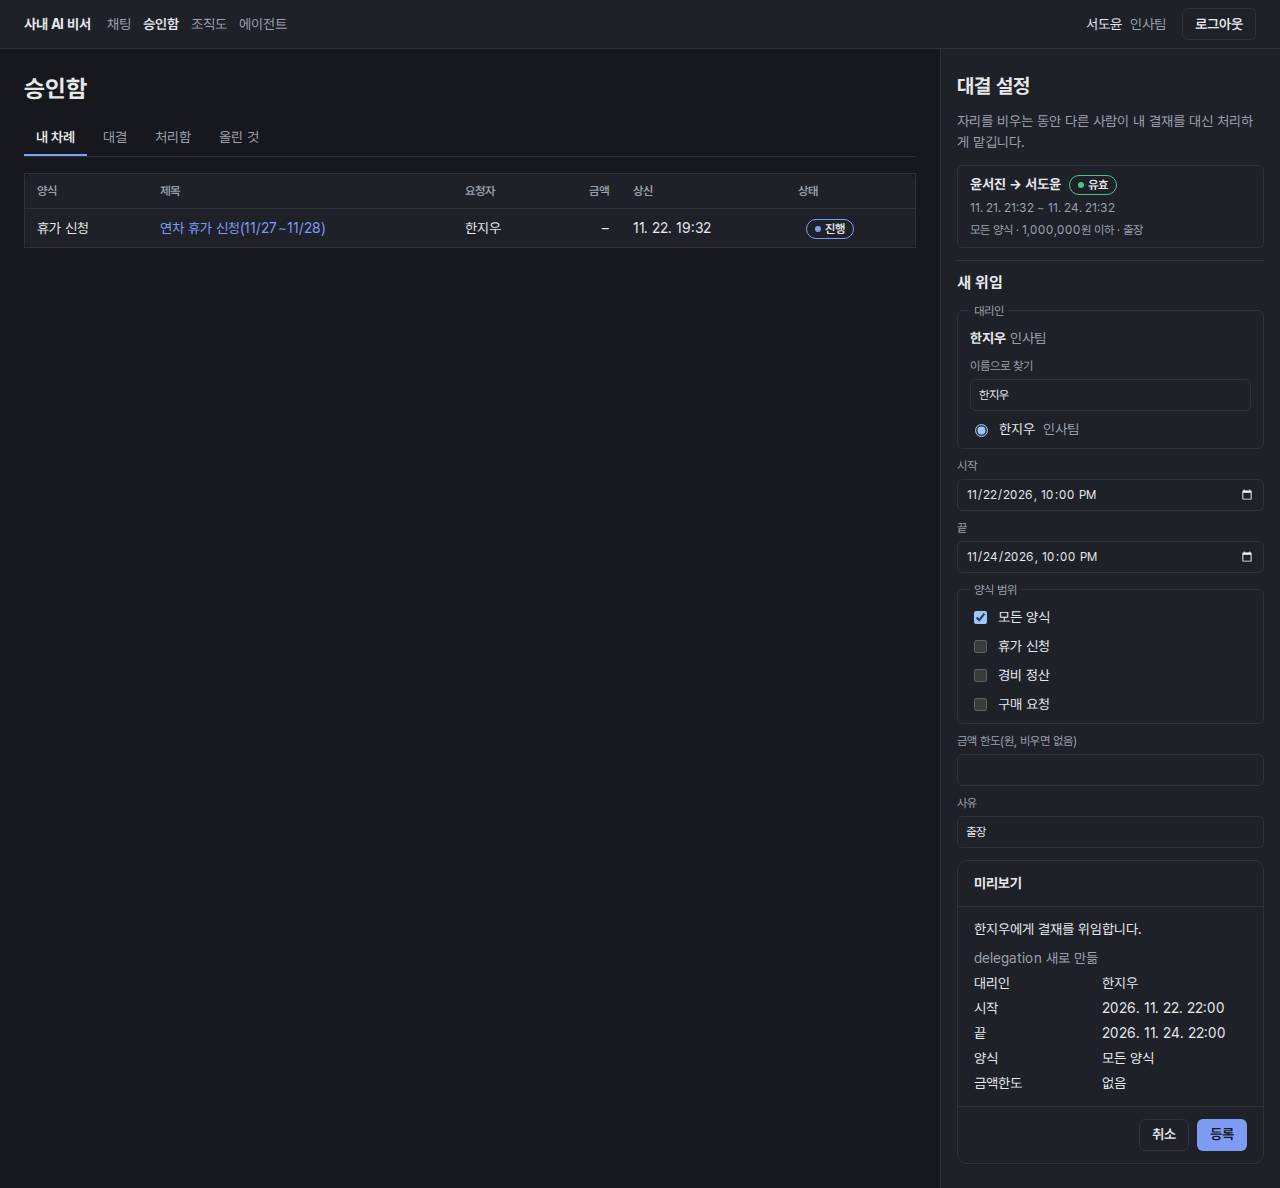 사내 AI 비서 채팅 승인함 조직도 에이전트 서도윤 인사팀 로그아웃
승인함
내 차례 대결 처리함 올린 것
양식 제목 요청자 금액 상신 상태
휴가 신청 연차 휴가 신청(11/27~11/28) 한지우 – 11. 22. 19:32 진행
대결 설정
자리를 비우는 동안 다른 사람이 내 결재를 대신 처리하
게 맡깁니다.
윤서진 → 서도윤 유효
11. 21. 21:32 ~ 11. 24. 21:32
모든 양식 · 1,000,000원 이하 · 출장
새 위임
대리인
한지우 인사팀
이름으로 찾기
한지우
한지우 인사팀
시작
11/22/2026, 10:00 PM
끝
11/24/2026, 10:00 PM
양식 범위
모든 양식
휴가 신청
경비 정산
구매 요청
금액 한도(원, 비우면 없음)
사유
출장
미리보기
한지우에게 결재를 위임합니다.
delegation 새로 만듦
대리인 한지우
시작 2026. 11. 22. 22:00
끝 2026. 11. 24. 22:00
양식 모든 양식
금액한도 없음
취소 등록